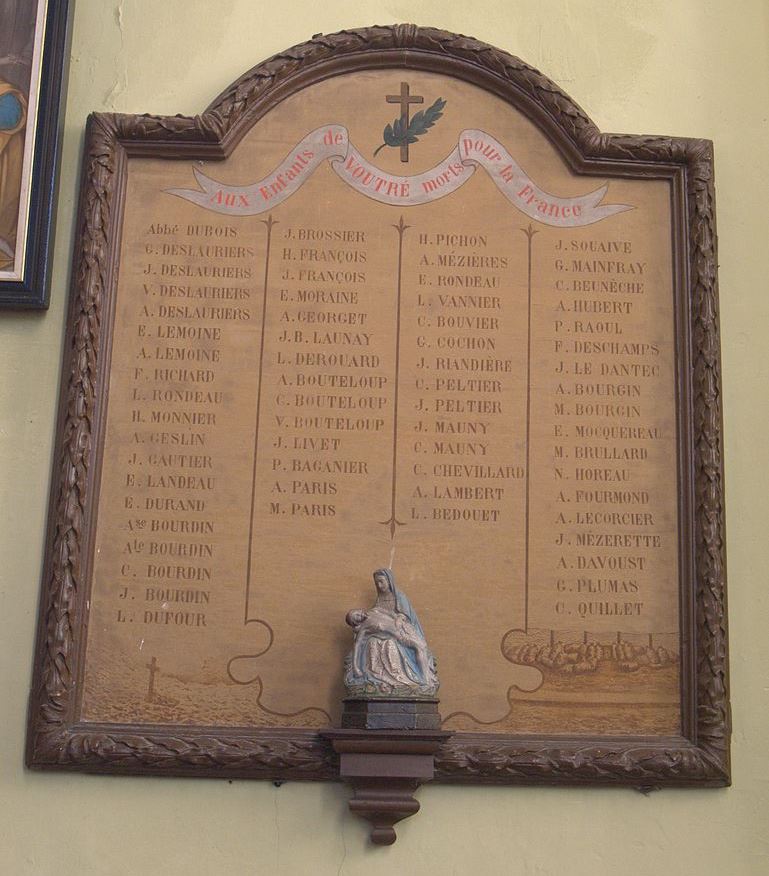 Aux Enfants de VOUTRÉ morts pour la France
Abbé DUBOIS
G. DESLAURIERS
J. DESLAURIERS
V. DESLAURIERS
A. DESLAURIERS
E. LEMOINE
A. LEMOINE
F. RICHARD
L. RONDEAU
H. MONNIER
A. GESLIN
J. GAUTIER
E. LANDEAU
E. DURAND
Ase BOURDIN
Ale BOURDIN
C. BOURDIN
J. BOURDIN
L. DUFOUR
J. BROSSIER
H. FRANÇOIS
J. FRANÇOIS
E. MORAINE
A. GEORGET
J.B. LAUNAY
L. DEROUARD
A. BOUTELOUP
C. BOUTELOUP
V. BOUTELOUP
J. LIVET
P. BAGANIER
A. PARIS
M. PARIS
H. PICHON
A. MÉZIÈRES
E. RONDEAU
L. VANNIER
C. BOUVIER
G. COCHON
J. RIANDIÈRE
C. PELTIER
J. PELTIER
J. MAUNY
C. MAUNY
C. CHEVILLARD
A. LAMBERT
L. BEDOUET
J. SOUAIVE
G. MAINFRAY
C. BEUNÈCHE
A. HUBERT
P. RAOUL
F. DESCHAMPS
J. LE DANTEC
A. BOURGIN
M. BOURGIN
E. MOCQUEREAU
M. BRULLARD
N. HOREAU
A. FOURMOND
A. LECORCIER
J. MÉZERETTE
A. DAVOUST
G. PLUMAS
C. QUILLET